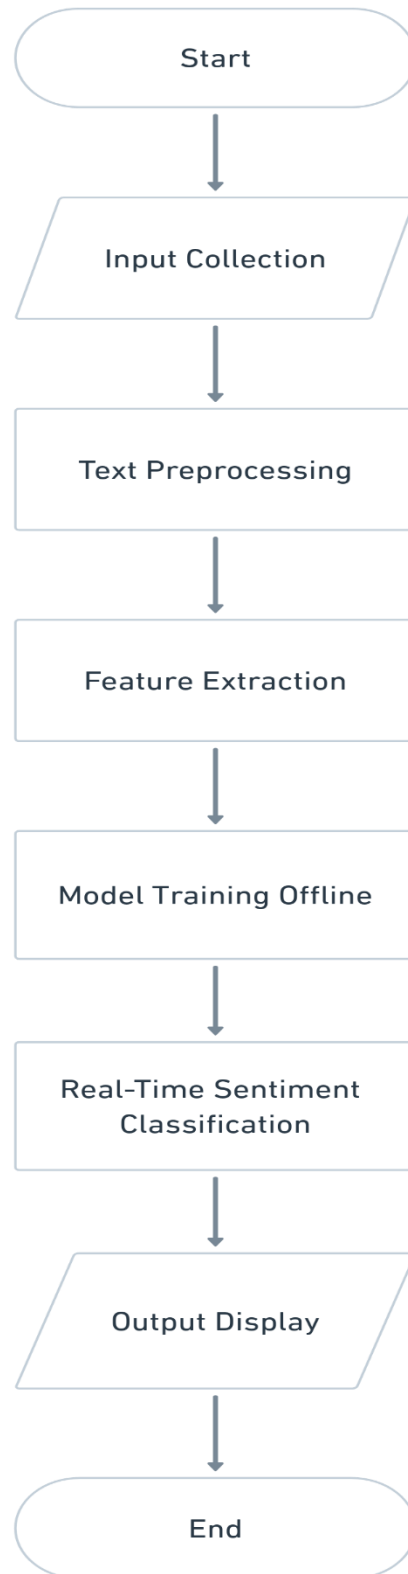 Start
Input Collection
Text Preprocessing
Feature Extraction
Model Training Offline
Real-Time Sentiment
Classification
Output Display
End